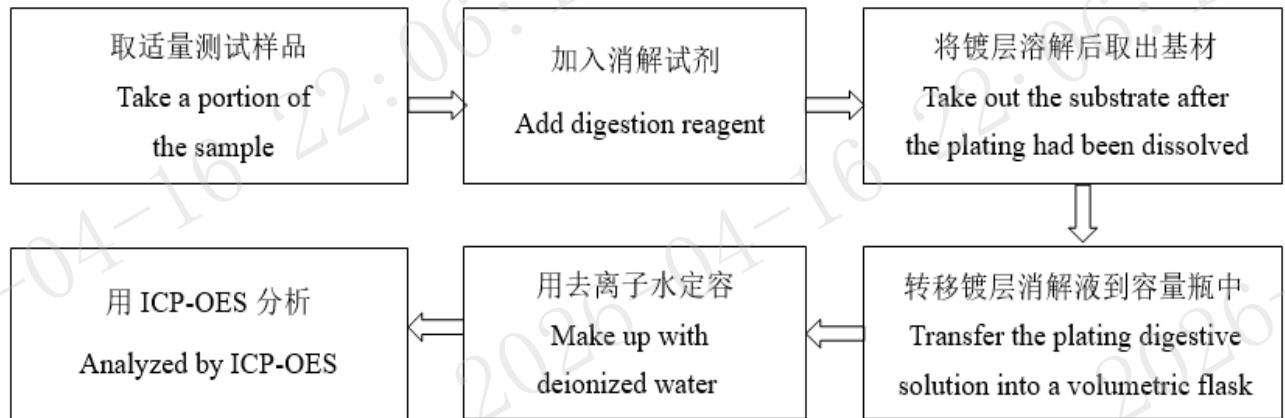 取适量测试样品
Take a portion of
the sample
加入消解试剂
Add digestion reagent
将镀层溶解后取出基材
Take out the substrate after
the plating had been dissolved
转移镀层消解液到容量瓶中
Transfer the plating digestive
solution into a volumetric flask
用去离子水定容
Make up with
deionized water
用 ICP-OES 分析
Analyzed by ICP-OES